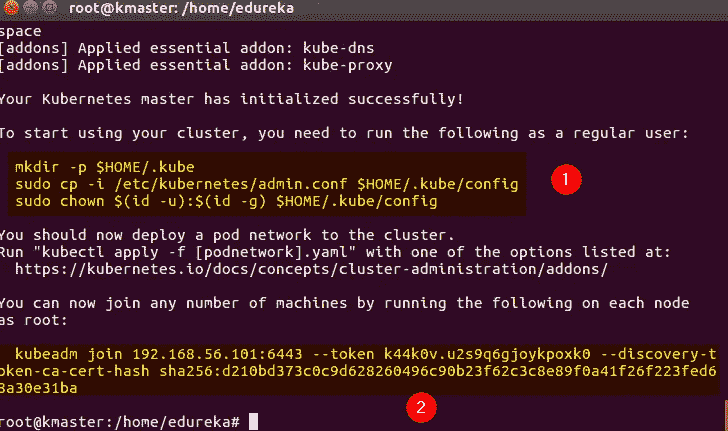 root@kmaster: /home/edureka
space
[addons] Applied essential addon: kube-dns
[addons] Applied essential addon: kube-proxy
Your Kubernetes master has initialized successfully!
To start using your cluster, you need to run the following as a regular user:
mkdir -p $HOME/.kube
sudo cp -i /etc/kubernetes/admin.conf $HOME/.kube/config
sudo chown $(id -u):$(id -g) $HOME/.kube/config
1
You should now deploy a pod network to the cluster.
Run "kubectl apply -f [podnetwork].yaml" with one of the options listed at:
https://kubernetes.io/docs/concepts/cluster-administration/addons/
You can now join any number of machines by running the following on each node
as root:
kubeadm join 192.168.56.101:6443 --token k44k0v.u2s9q6gjoykpoxk0 --discovery-t
oken-ca-cert-hash sha256:d210bd373c0c9d628260496c90b23f62c3c8e89f0a41f26f223fed6
3a30e31ba
2
root@kmaster:/home/edureka#